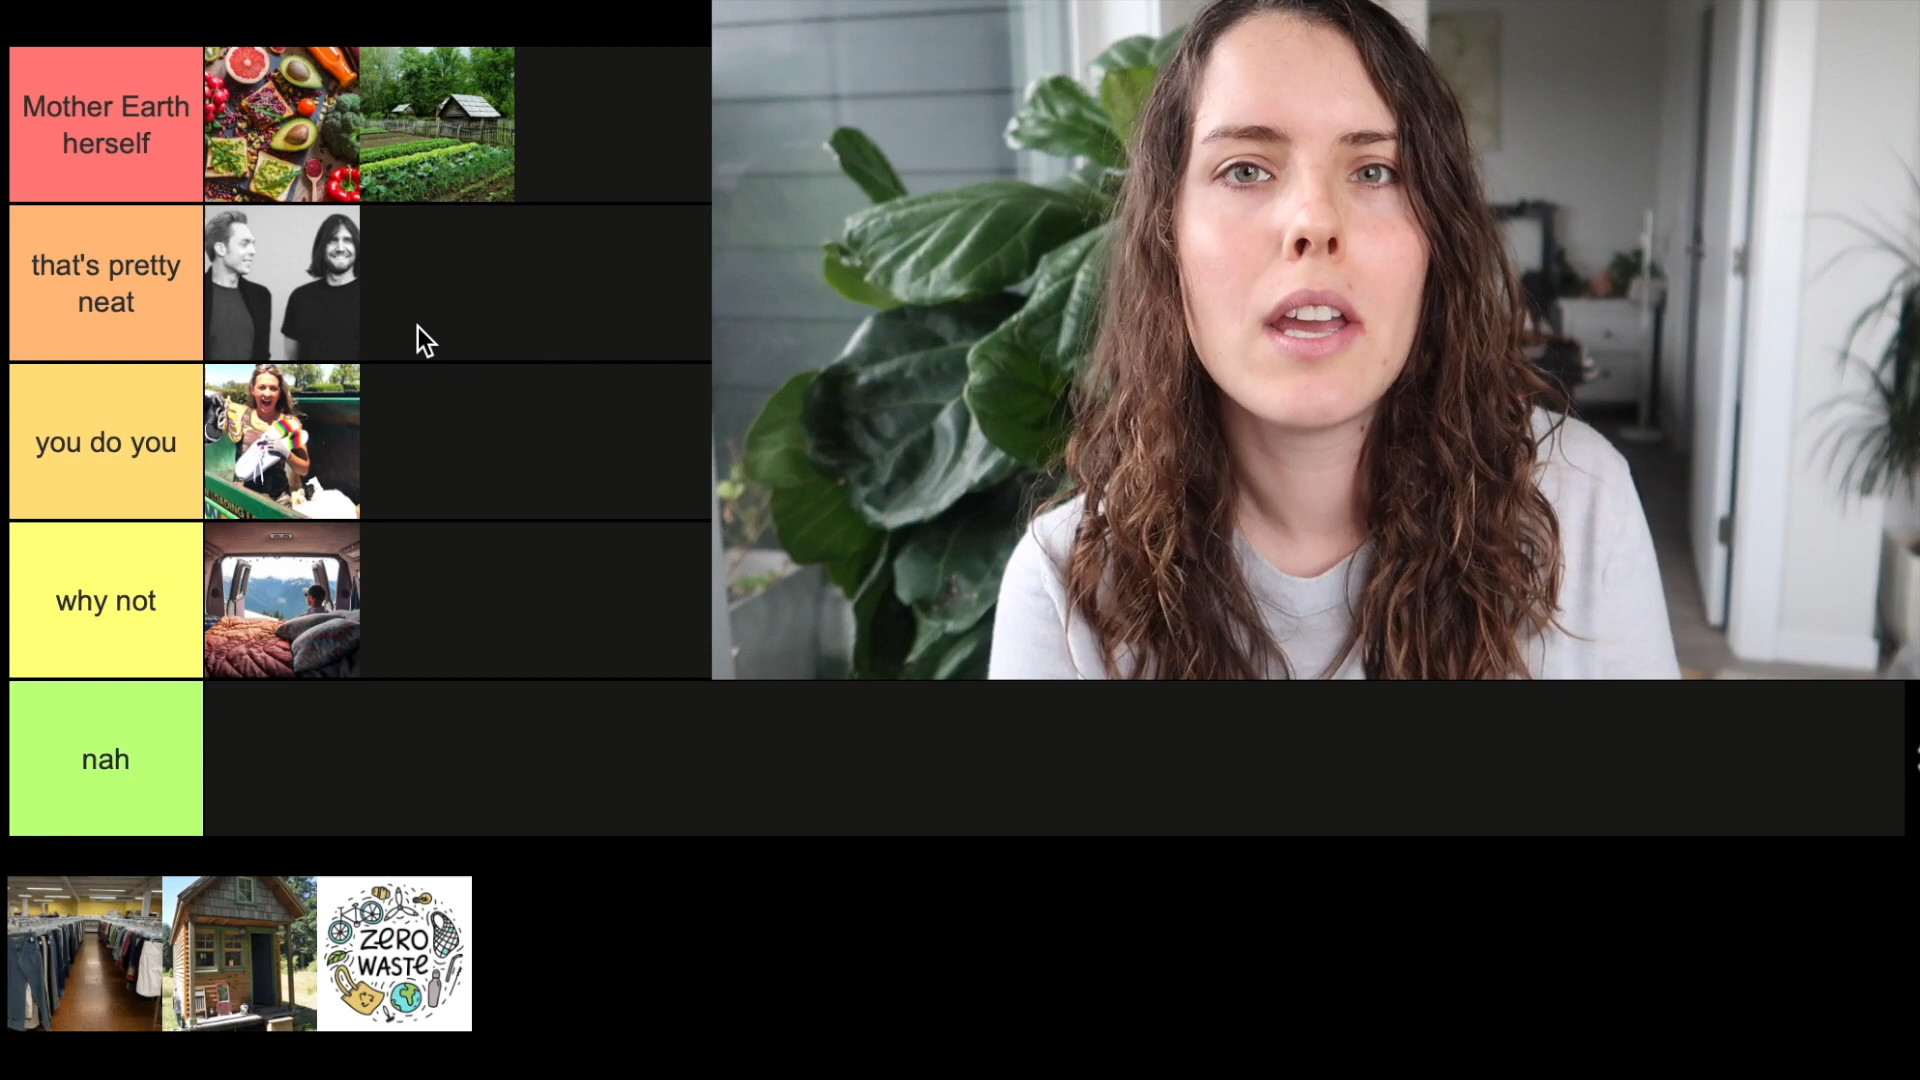 Mother Earth
herself
that's pretty
neat
you do you
why not
nah
ZERO
WASTE